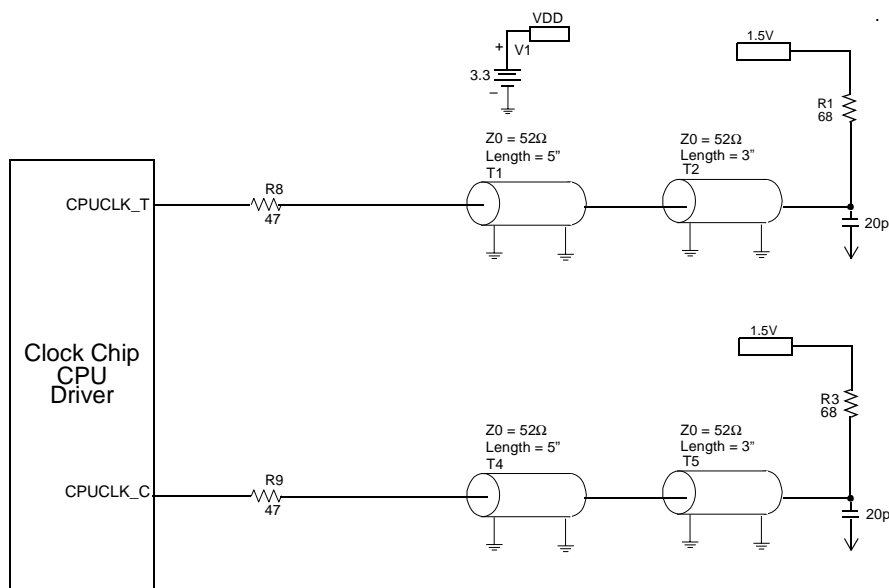 VDD
+
V1
3.3
–
1.5V
R1
68
Z0 = 52Ω
Length = 5”
T1
Z0 = 52Ω
Length = 3”
T2
CPUCLK_T
R8
47
20p
Clock Chip
CPU
Driver
1.5V
R3
68
Z0 = 52Ω
Length = 5”
T4
Z0 = 52Ω
Length = 3”
T5
CPUCLK_C
R9
47
20p